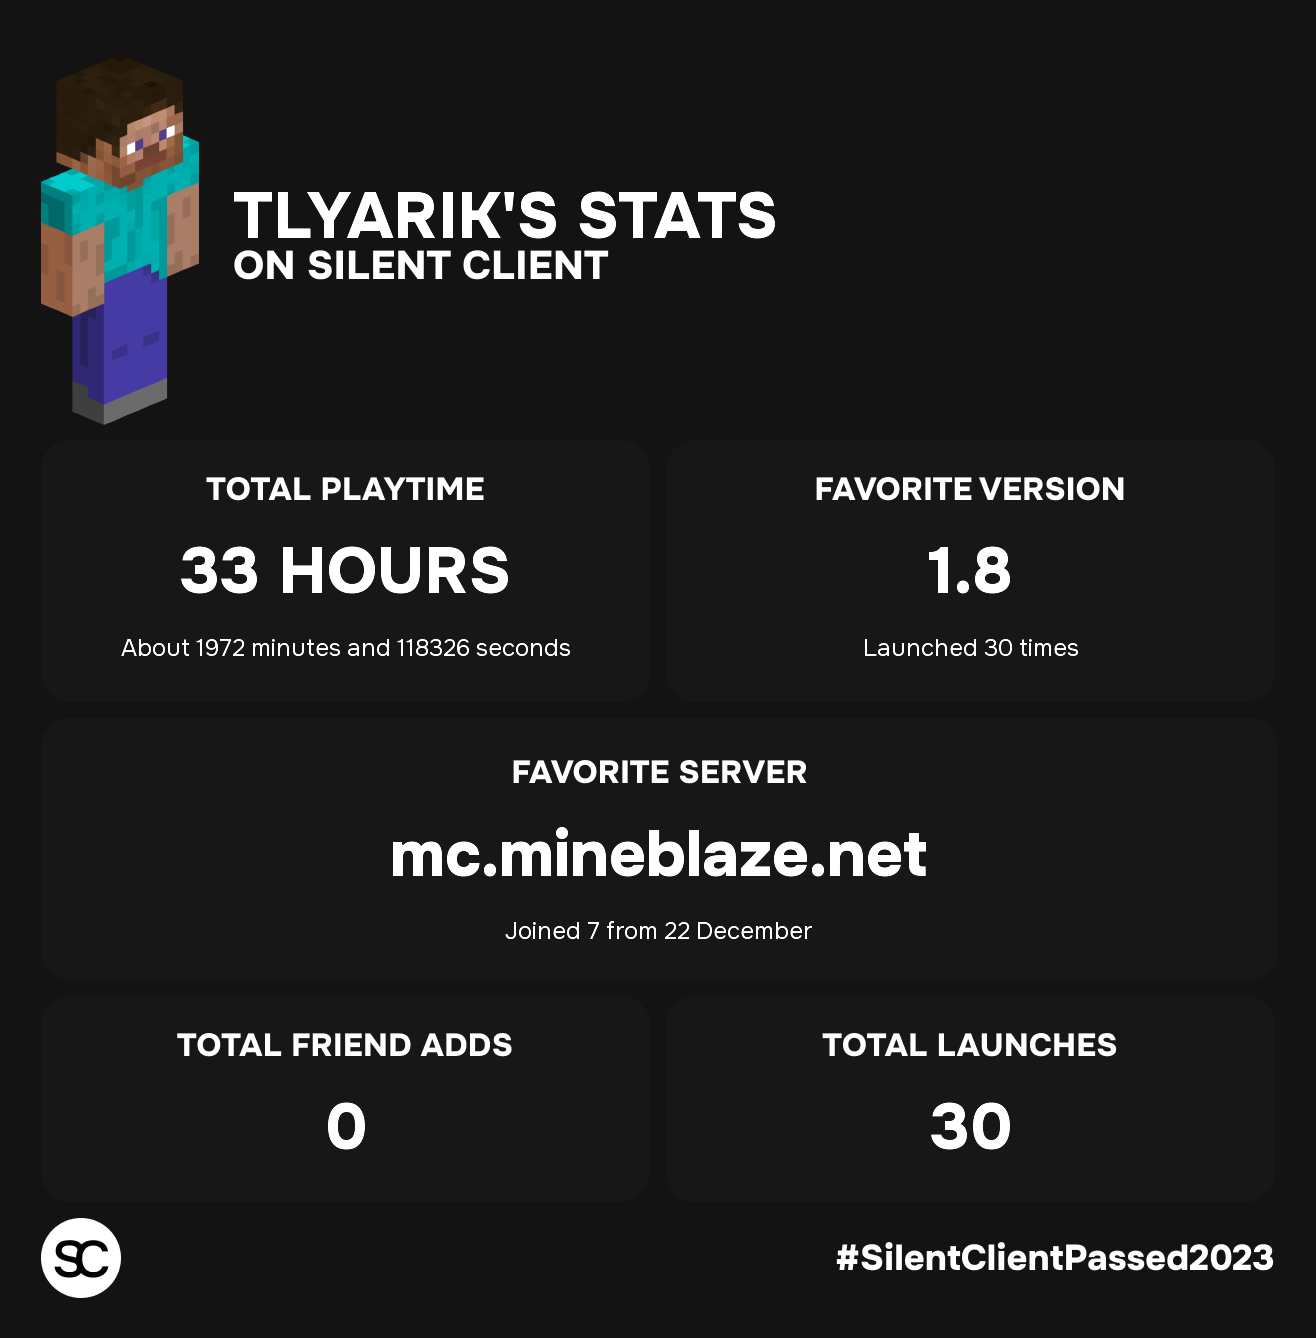 TLYARIK'S STATS
ON SILENT CLIENT
TOTAL PLAYTIME
33 HOURS
About 1972 minutes and 118326 seconds
FAVORITE VERSION
1.8
Launched 30 times
FAVORITE SERVER
mc.mineblaze.net
Joined 7 from 22 December
TOTAL FRIEND ADDS
0
TOTAL LAUNCHES
30
SC
#SilentClientPassed2023